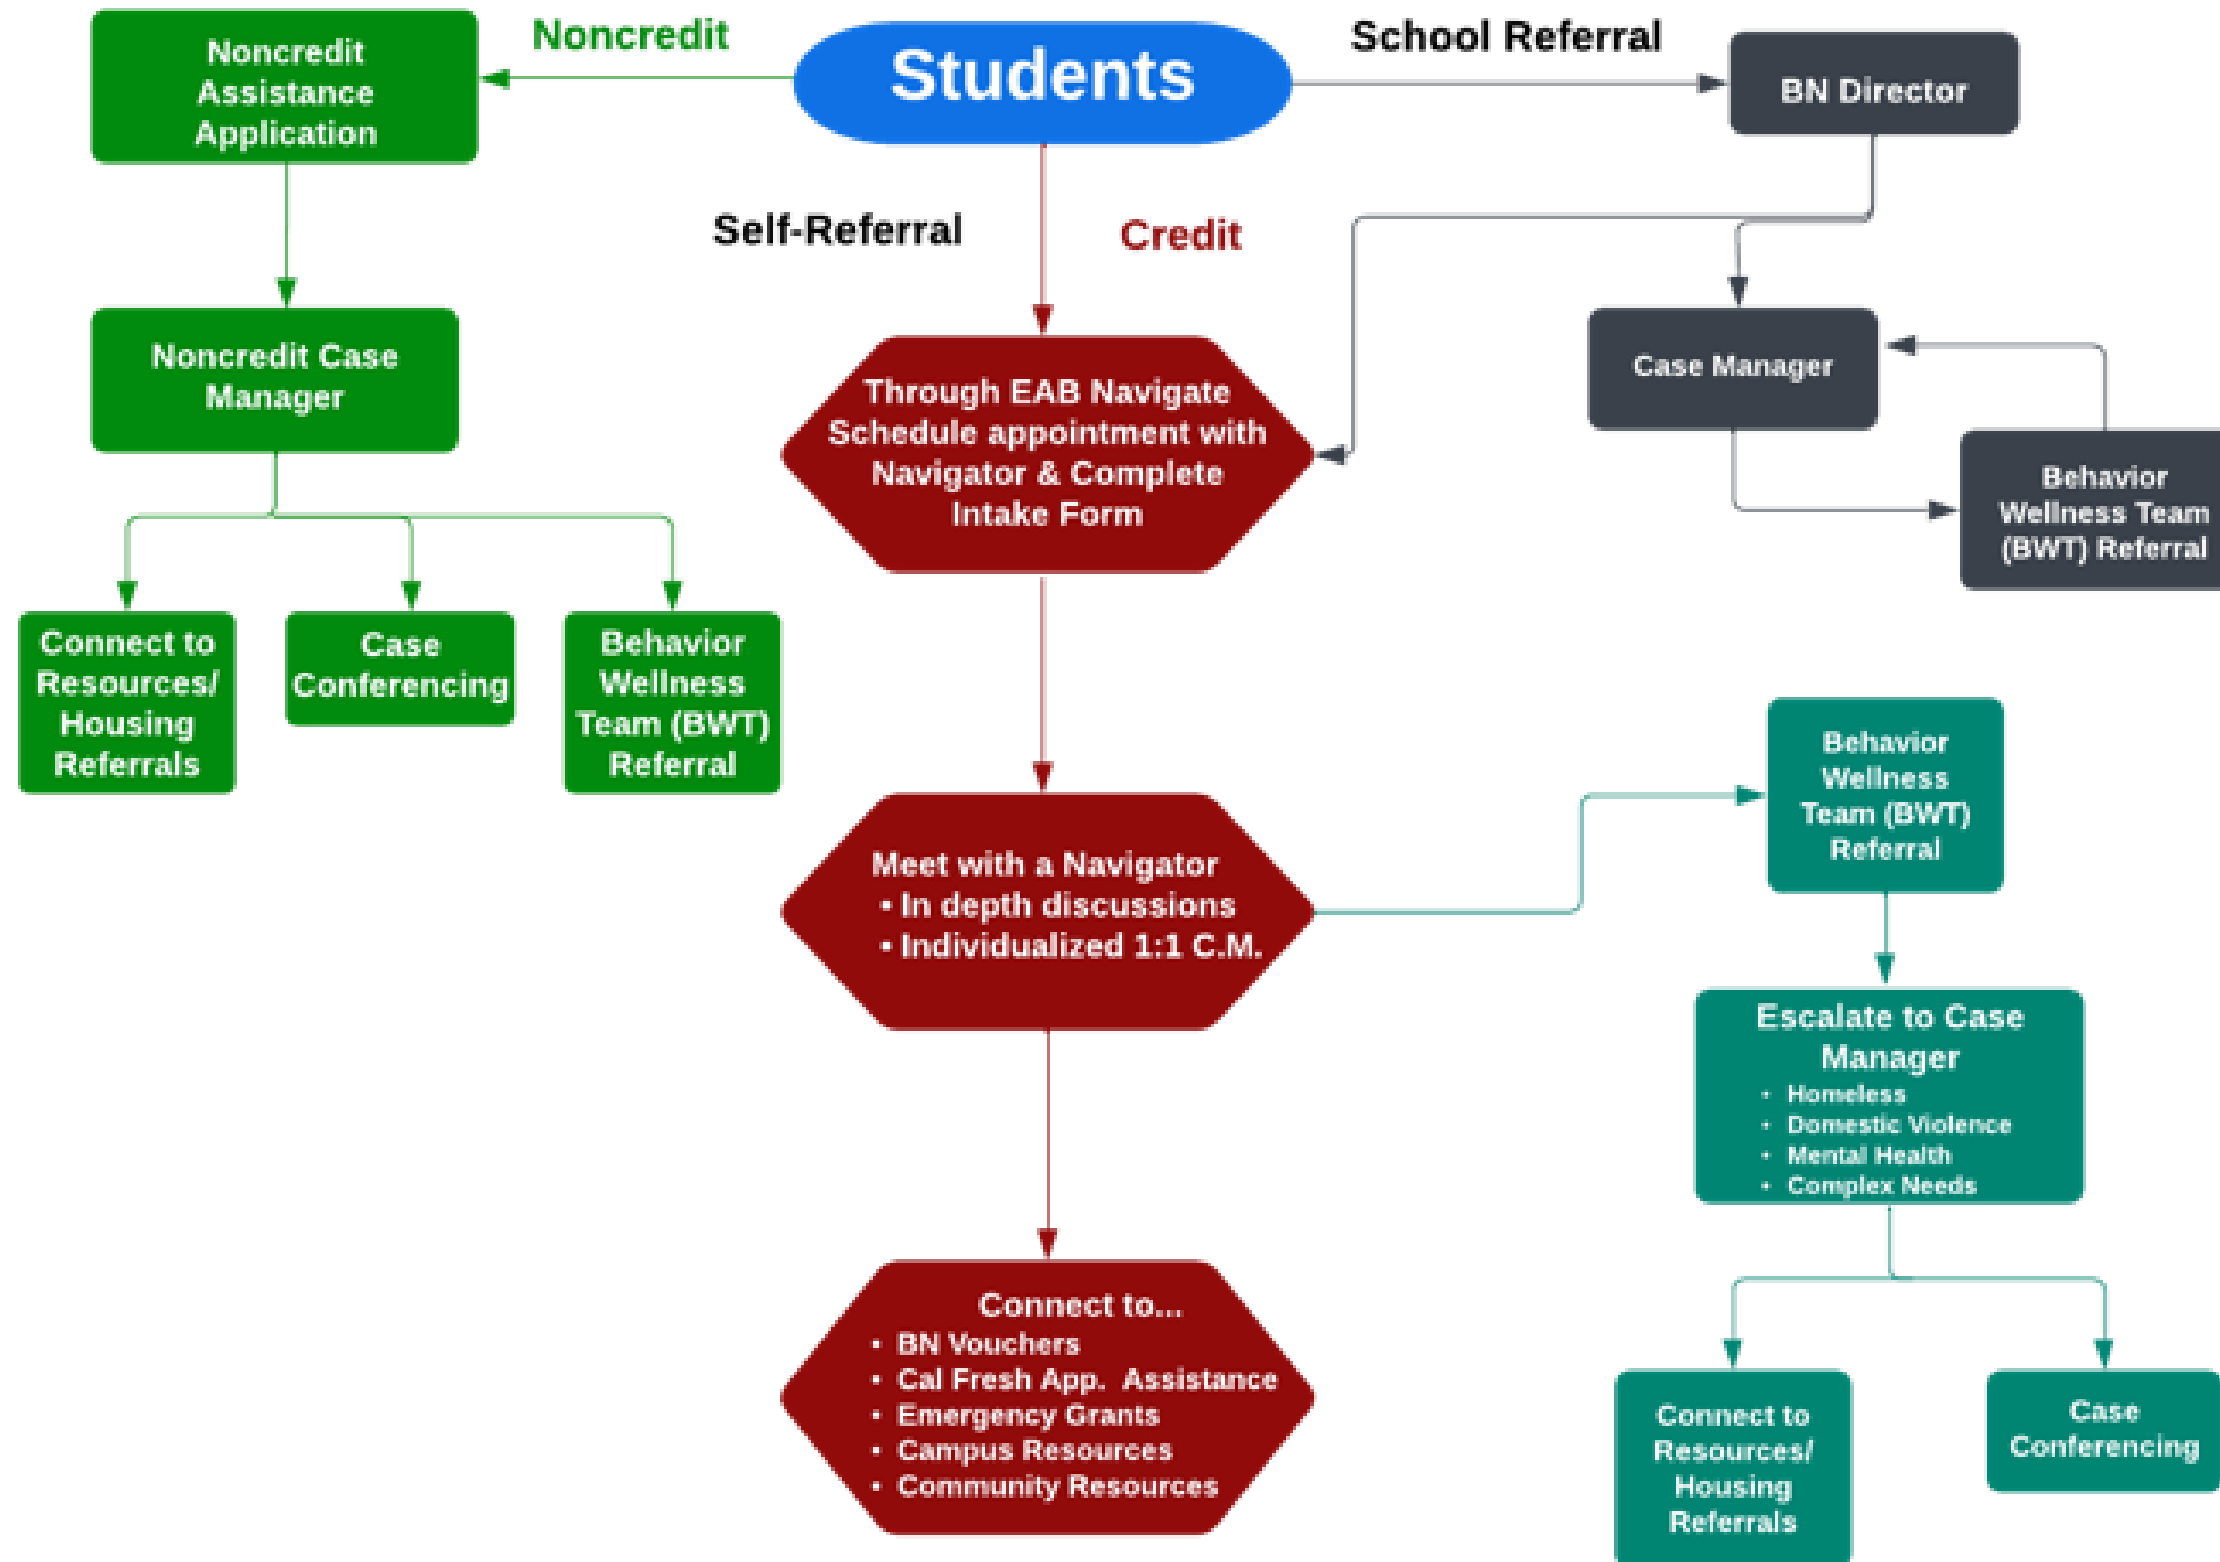 Noncredit
Assistance
Application
Noncredit
Students
School Referral
BN Director
Self-Referral
Credit
Noncredit Case
Manager
Through EAB Navigate
Schedule appointment with
Navigator & Complete
Intake Form
Case Manager
Behavior
Wellness Team
(BWT) Referral
Connect to
Resources/
Housing
Referrals
Case
Conferencing
Behavior
Wellness
Team (BWT)
Referral
Meet with a Navigator
• In depth discussions
• Individualized 1:1 C.M.
Behavior
Wellness
Team (BWT)
Referral
Escalate to Case
Manager
• Homeless
• Domestic Violence
• Mental Health
• Complex Needs
Connect to...
• BN Vouchers
• Cal Fresh App. Assistance
• Emergency Grants
• Campus Resources
• Community Resources
Connect to
Resources/
Housing
Referrals
Case
Conferencing